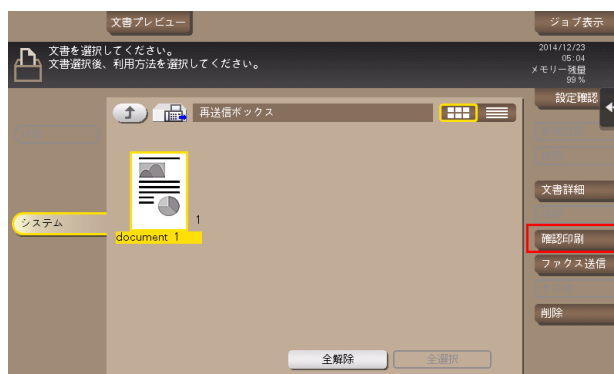 文書プレビュー
ジョブ表示
文書を選択してください。
文書選択後、利用方法を選択してください。
2014/12/23
05:04
メモリー残量
99 %
設定確認
再送信ボックス
文書詳細
1
システム
document 1
確認印刷
ファクス送信
削除
全解除
全選択